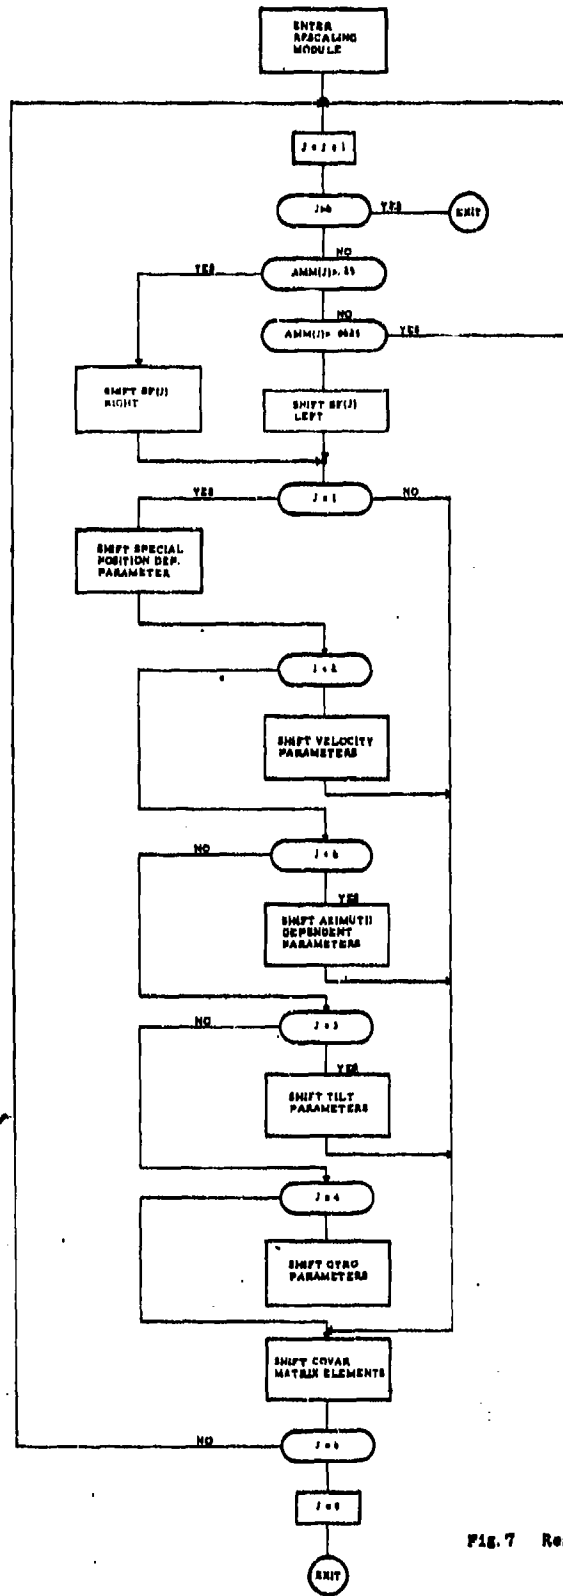 ENTER
RESCALING
MODULE
YES
EXIT
NO
YES
NO
YES
SHIFT SF(J)
RIGHT
SHIFT SF(J)
LEFT
YES
J = 1
NO
SHIFT SPECIAL
POSITION DEP.
PARAMETER
SHIFT VELOCITY
PARAMETERS
NO
YES
SHIFT AZIMUTH
DEPENDENT
PARAMETERS
NO
J = 3
YES
SHIFT TILT
PARAMETERS
J = 4
SHIFT GYRO
PARAMETERS
SHIFT COVAR
MATRIX ELEMENTS
NO
EXIT
Fig. 7